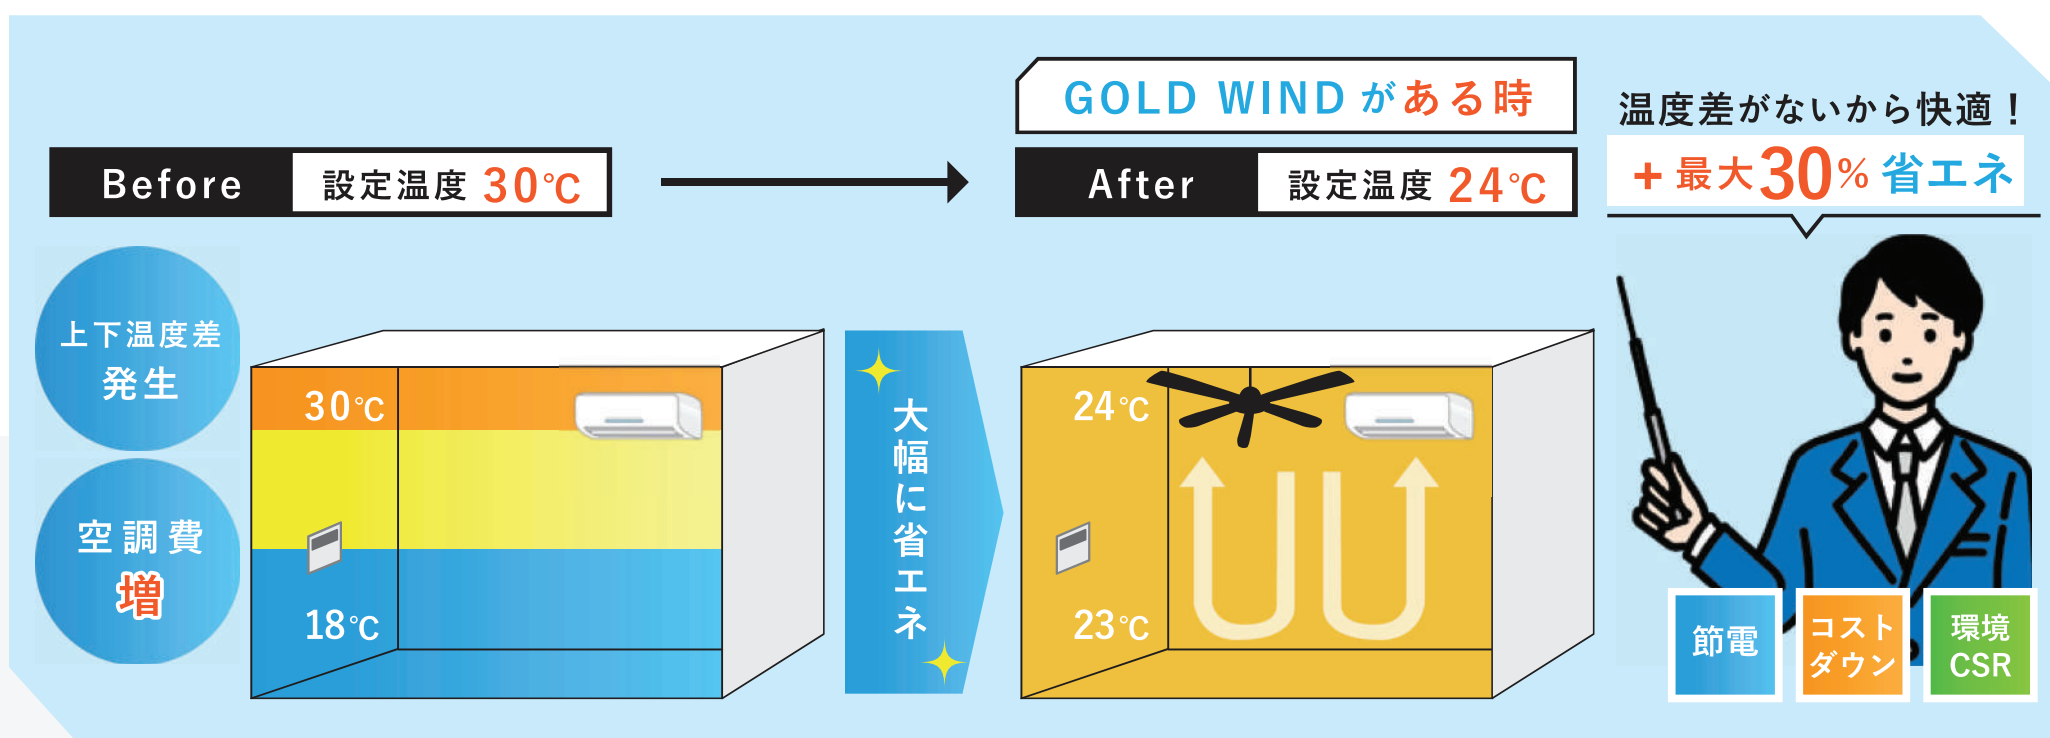 GOLD WINDがある時
Before 設定温度 30℃
After 設定温度 24℃
温度差がないから快適！
+最大30%省エネ
上下温度差
発生
空調費
増
30℃
18℃
大幅に省エネ
24℃
23℃
節電
コスト
ダウン
環境
CSR